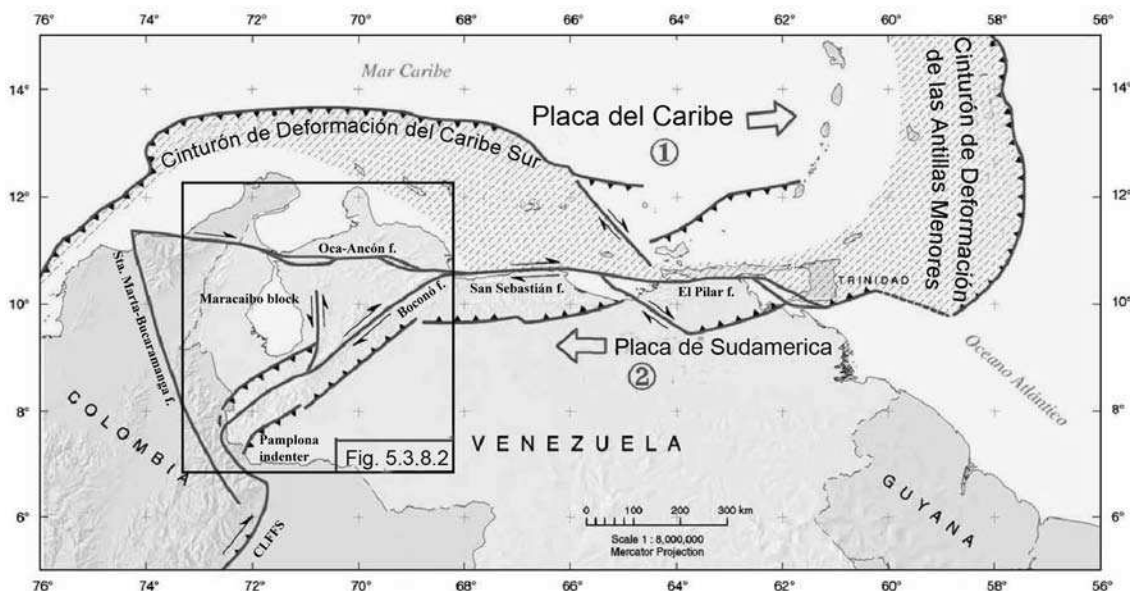 76° 74° 72° 70° 68° 66° 64° 62° 60° 58° 56°
Mar Caribe
14° 14°
Cinturón de Deformación del Caribe Sur
Placa del Caribe
①
Cinturón de Deformación
de las Antillas Menores
12° 12°
Oca-Ancón f.
Sta. Marta-Bucaramanga f.
Maracaibo block
Boconó f.
San Sebastián f.
El Pilar f.
TRINIDAD
10° 10°
Placa de Sudamerica
②
Oceano Atlántico
8° 8°
COLOMBIA
Pamplona
indenter
Fig. 5.3.8.2
VENEZUELA
GUYANA
6° 6°
CLFFS
0 100 200 300 km
Scale 1 : 8,000,000
Mercator Projection
76° 74° 72° 70° 68° 66° 64° 62° 60° 58° 56°